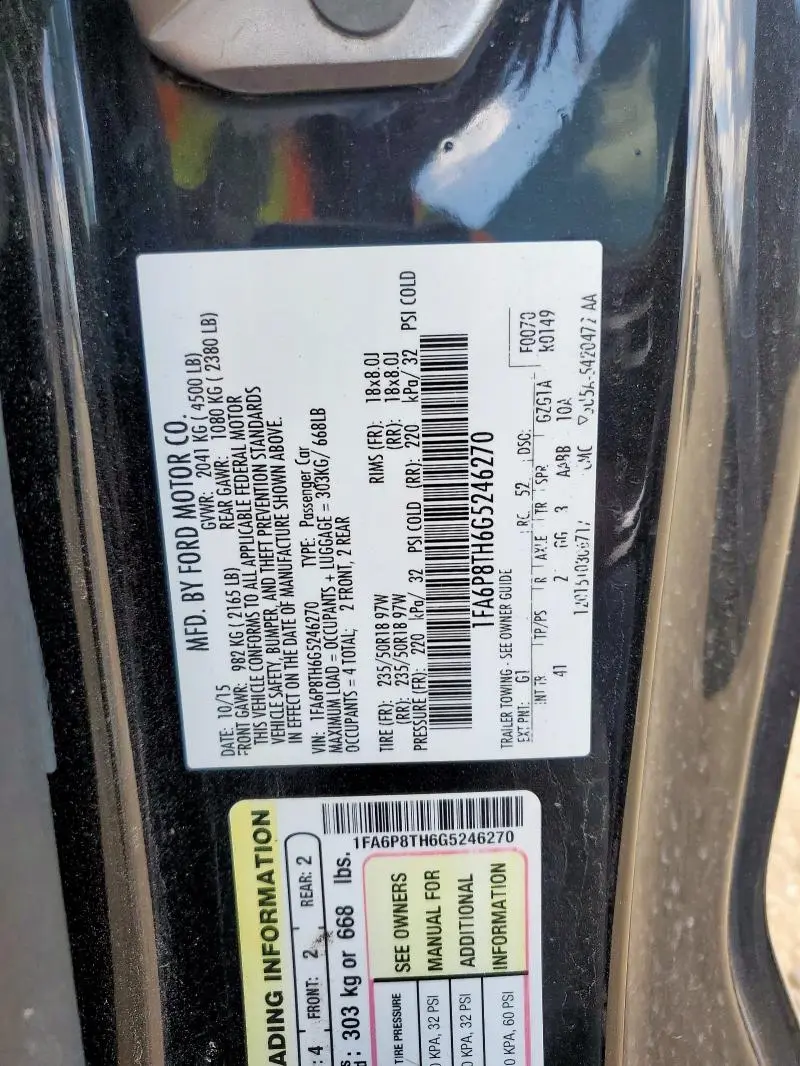 MFD. BY FORD MOTOR CO.
DATE: 10/15 GVWR: 2041 KG ( 4500 LB)
FRONT GAWR: 982 KG ( 2165 LB) REAR GAWR: 1080 KG ( 2380 LB)
THIS VEHICLE CONFORMS TO ALL APPLICABLE FEDERAL MOTOR
VEHICLE SAFETY, BUMPER, AND THEFT PREVENTION STANDARDS
IN EFFECT ON THE DATE OF MANUFACTURE SHOWN ABOVE.
VIN: 1FA6P8TH6G5246270 TYPE: Passenger Car
MAXIMUM LOAD = OCCUPANTS + LUGGAGE = 303KG/ 668LB
OCCUPANTS = 4 TOTAL; 2 FRONT, 2 REAR
TIRE (FR): 235/50R18 97W RIMS (FR): 18x8.0J
(RR): 235/50R18 97W (RR): 18x8.0J
PRESSURE (FR): 220 kPa/ 32 PSI COLD (RR): 220 kPa/ 32 PSI COLD
1FA6P8TH6G5246270
TRAILER TOWING - SEE OWNER GUIDE
EXT PNT: G1 RC: 52 DSO: F0070
INT TR TP/PS R AXLE TR SPR GZG1A K0149
41 2 GG 3 AABB 10A
1FA6P8TH6G5246270
ADING INFORMATION
: 4 FRONT: 2 REAR: 2
: 303 kg or 668 lbs.
TIRE PRESSURE SEE OWNERS
KPA, 32 PSI MANUAL FOR
KPA, 32 PSI ADDITIONAL
KPA, 60 PSI INFORMATION